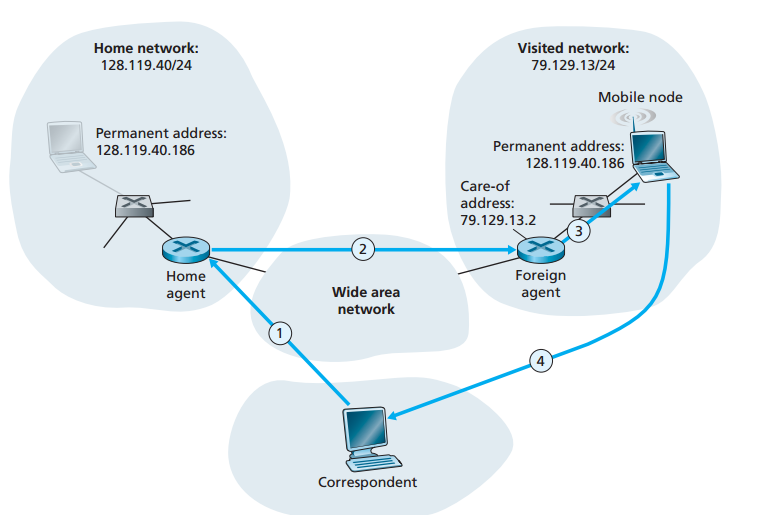 Home network:
128.119.40/24
Visited network:
79.129.13/24
Mobile node
Permanent address:
128.119.40.186
Permanent address:
128.119.40.186
Care-of
address:
79.129.13.2
3
2
Home
agent
Wide area
network
Foreign
agent
1
4
Correspondent